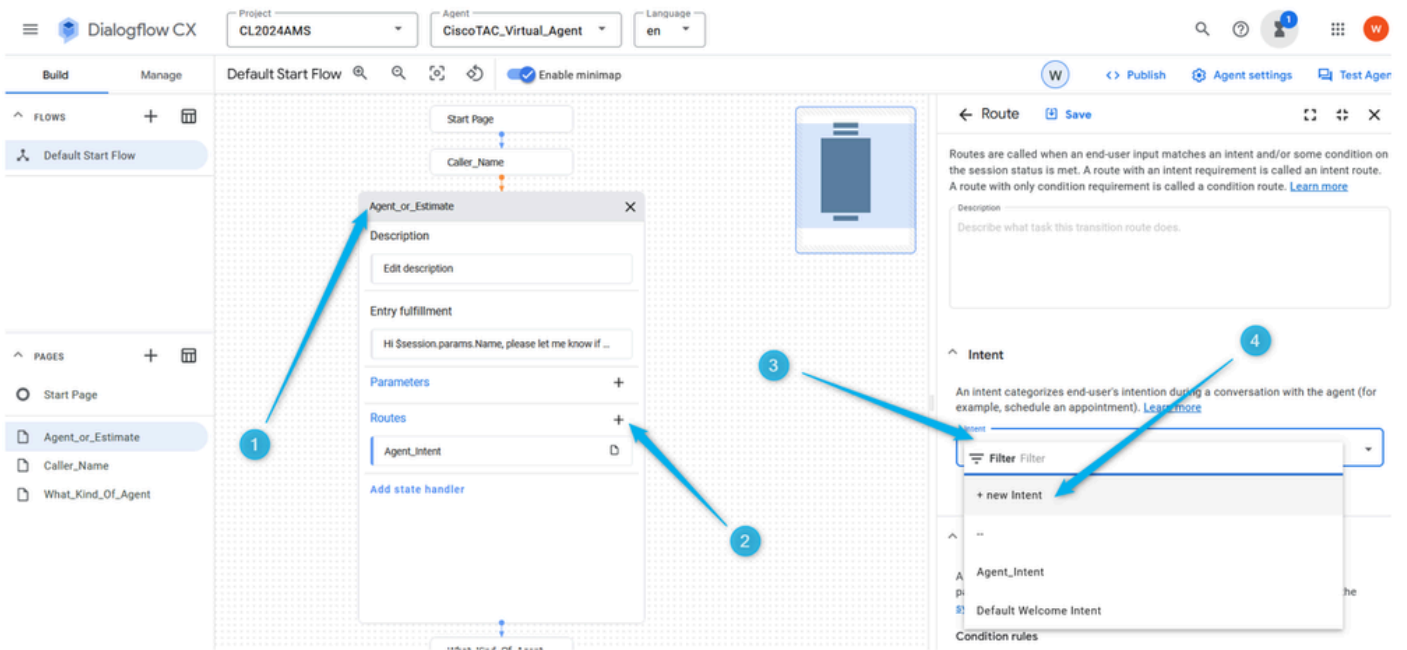 Project
Agent
Language
Dialogflow CX
CL2024AMS
CiscoTAC_Virtual_Agent
en
1
W
Build
Manage
Default Start Flow
Enable minimap
W
<> Publish
Agent settings
Test Agen
FLOWS
Default Start Flow
PAGES
Start Page
Agent_or_Estimate
Caller_Name
What_Kind_Of_Agent
Start Page
Caller_Name
Agent_or_Estimate
Description
Edit description
Entry fulfillment
Hi $session.params.Name, please let me know if ...
Parameters
Routes
Agent_Intent
Add state handler
What_Kind_Of_Agent
1
2
3
4
Route
Save
Routes are called when an end-user input matches an intent and/or some condition on
the session status is met. A route with an intent requirement is called an intent route.
A route with only condition requirement is called a condition route. Learn more
Description
Describe what task this transition route does.
Intent
An intent categorizes end-user's intention during a conversation with the agent (for
example, schedule an appointment). Learn more
Intent
Filter Filter
+ new Intent
--
Agent_Intent
Default Welcome Intent
Condition rules